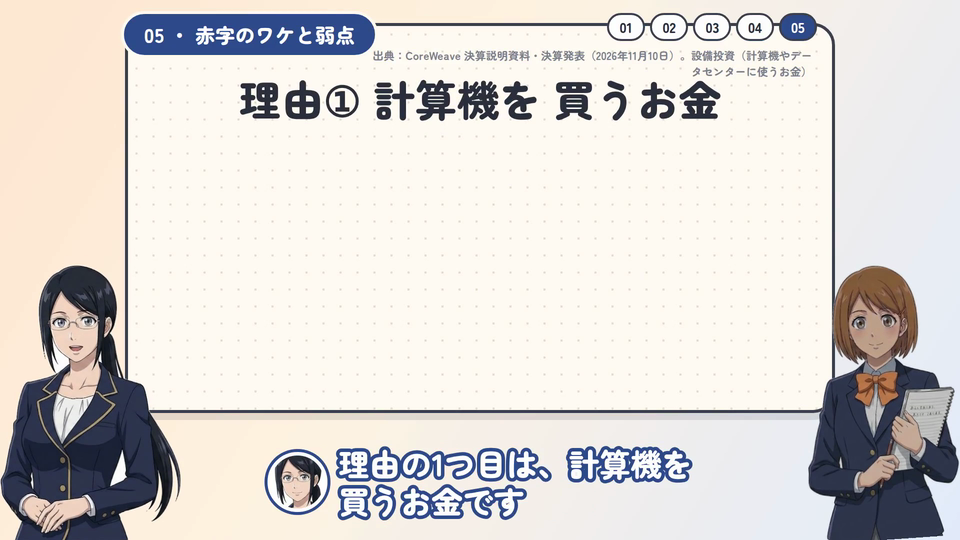 05 ・ 赤字のワケと弱点
01 02 03 04 05
出典：CoreWeave 決算説明資料・決算発表（2026年11月10日）。設備投資（計算機やデー
タセンターに使うお金）
理由① 計算機を 買うお金
理由の1つ目は、計算機を
買うお金です